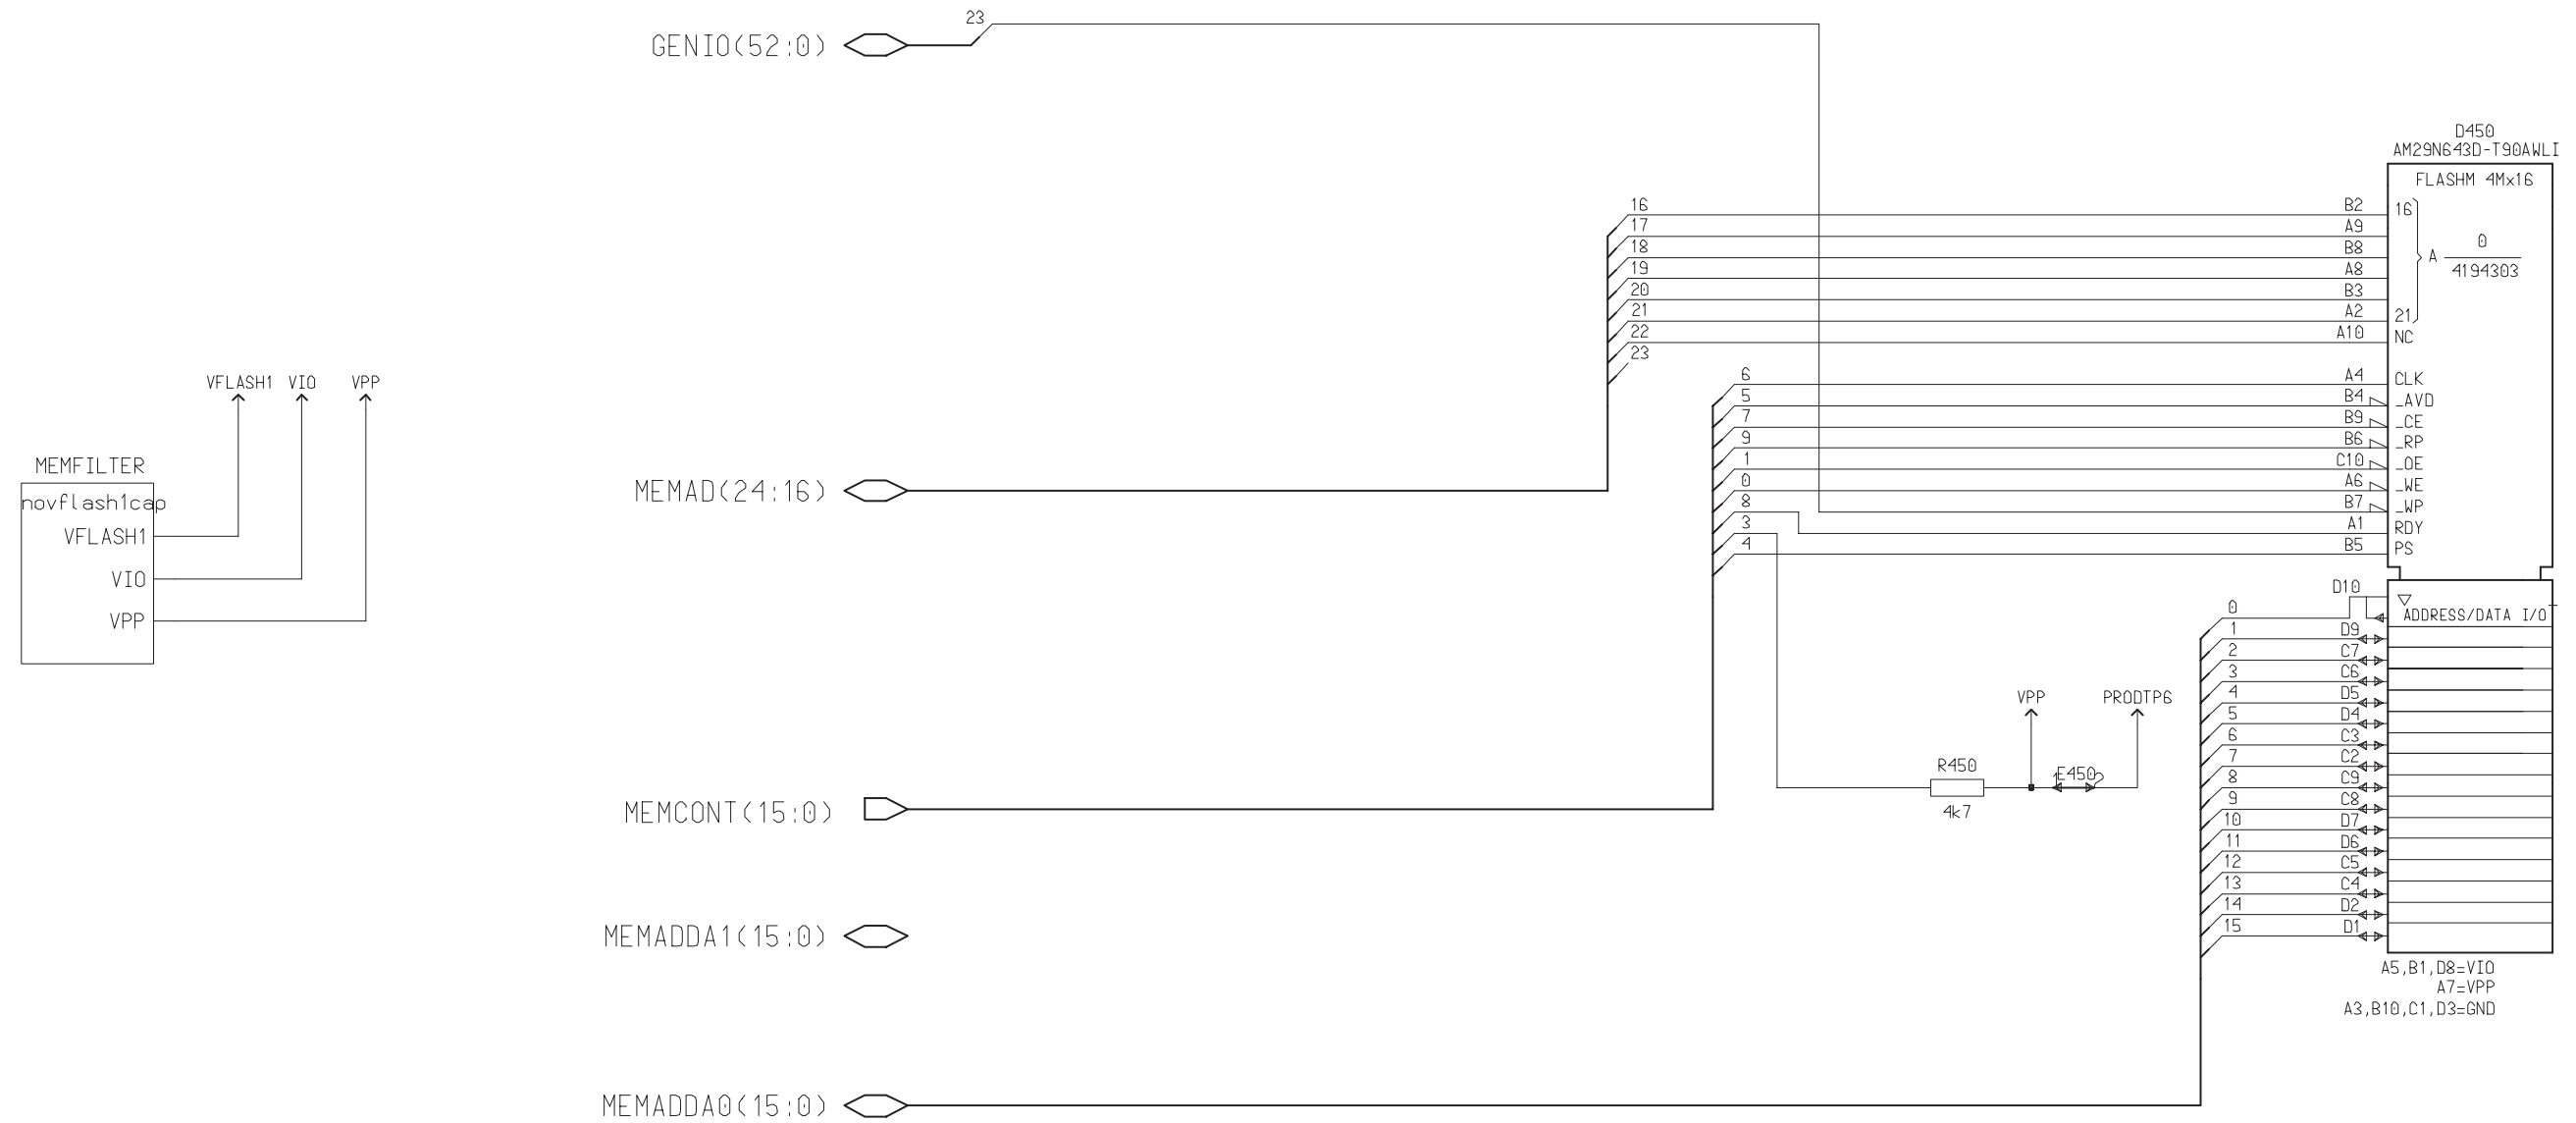 23
GENIO(52:0)
D450
AM29N643D-T90AWLI
FLASHM 4Mx16
16 B2 16
17 A9
18 B8 0
19 A8 A 4194303
20 B3
21 A2 21
22 A10 NC
23
VFLASH1 VIO VPP
6 A4 CLK
5 B4 _AVD
7 B9 _CE
9 B6 _RP
1 C10 _OE
0 A6 _WE
8 B7 _WP
3 A1 RDY
4 B5 PS
MEMFILTER
novflash1cap
VFLASH1
VIO
VPP
MEMAD(24:16)
D10
0 ADDRESS/DATA I/O
1 D9
2 C7
3 C6
4 D5
5 D4
6 C3
7 C2
8 C9
9 C8
10 D7
11 D6
12 C5
13 C4
14 D2
15 D1
VPP PRODTP6
R450 1 E450 2
4k7
MEMCONT(15:0)
MEMADDA1(15:0)
A5,B1,D8=VIO
A7=VPP
A3,B10,C1,D3=GND
MEMADDA0(15:0)